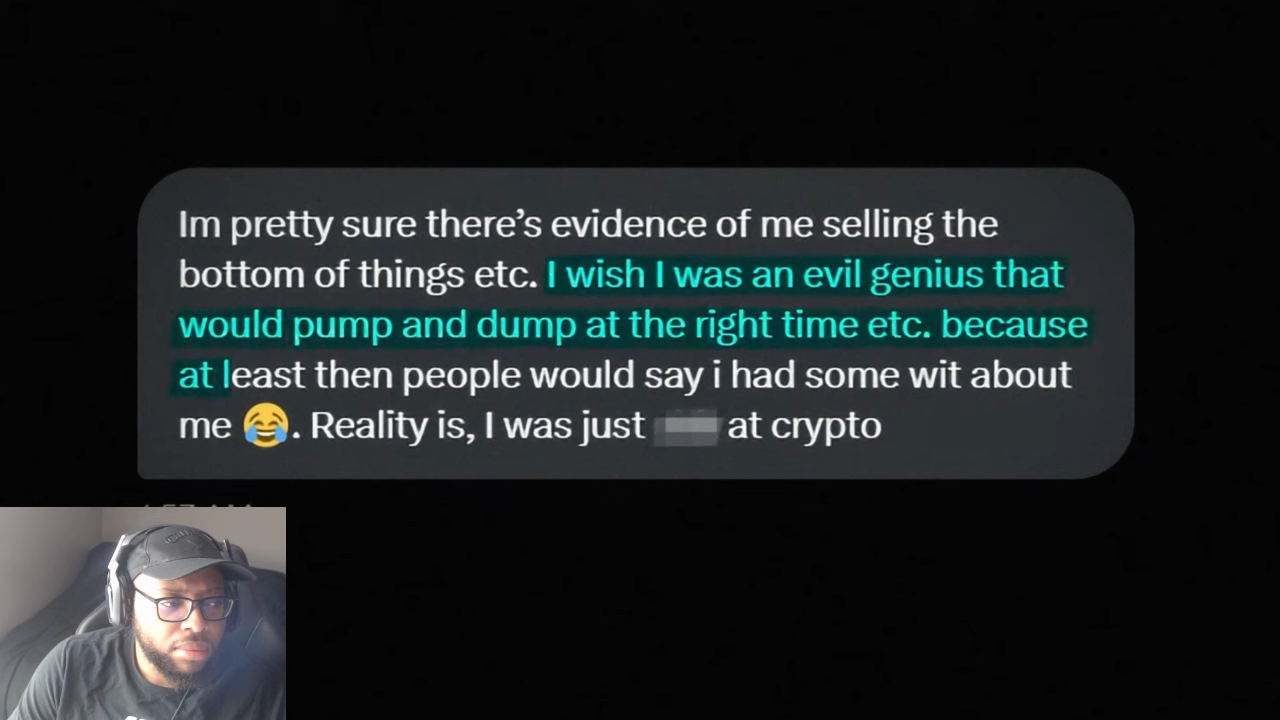 Im pretty sure there’s evidence of me selling the
bottom of things etc. I wish I was an evil genius that
would pump and dump at the right time etc. because
at least then people would say i had some wit about
me 😂. Reality is, I was just at crypto